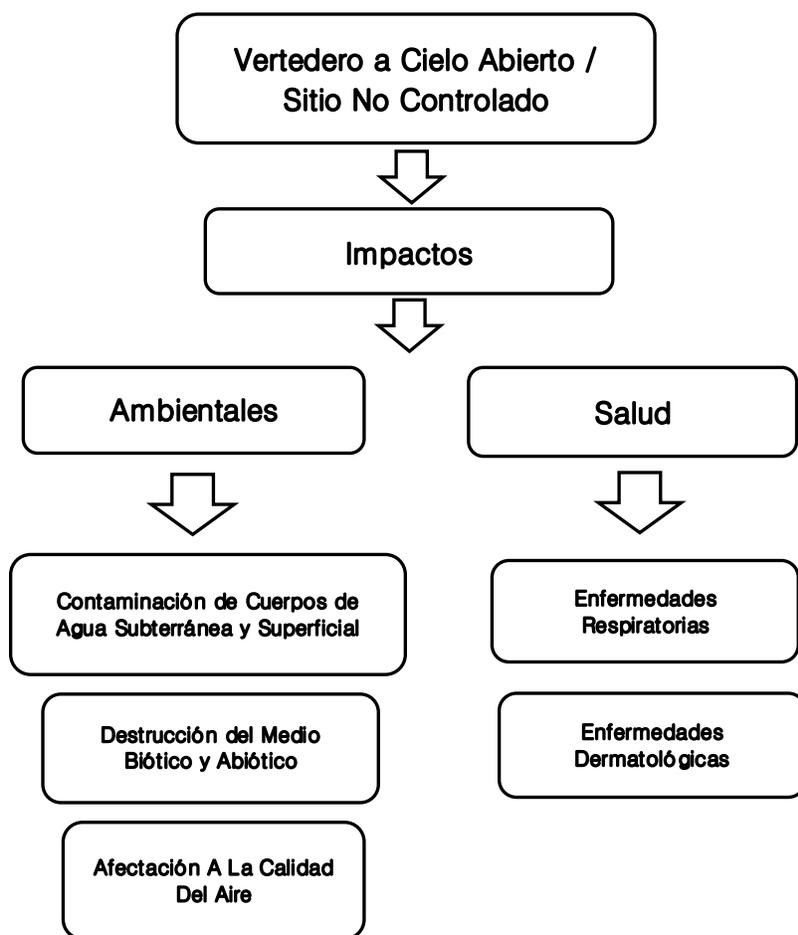 Vertedero a Cielo Abierto /
Sitio No Controlado
Impactos
Ambientales
Salud
Contaminación de Cuerpos de
Agua Subterránea y Superficial
Enfermedades
Respiratorias
Destrucción del Medio
Biótico y Abiótico
Enfermedades
Dermatológicas
Afectación A La Calidad
Del Aire